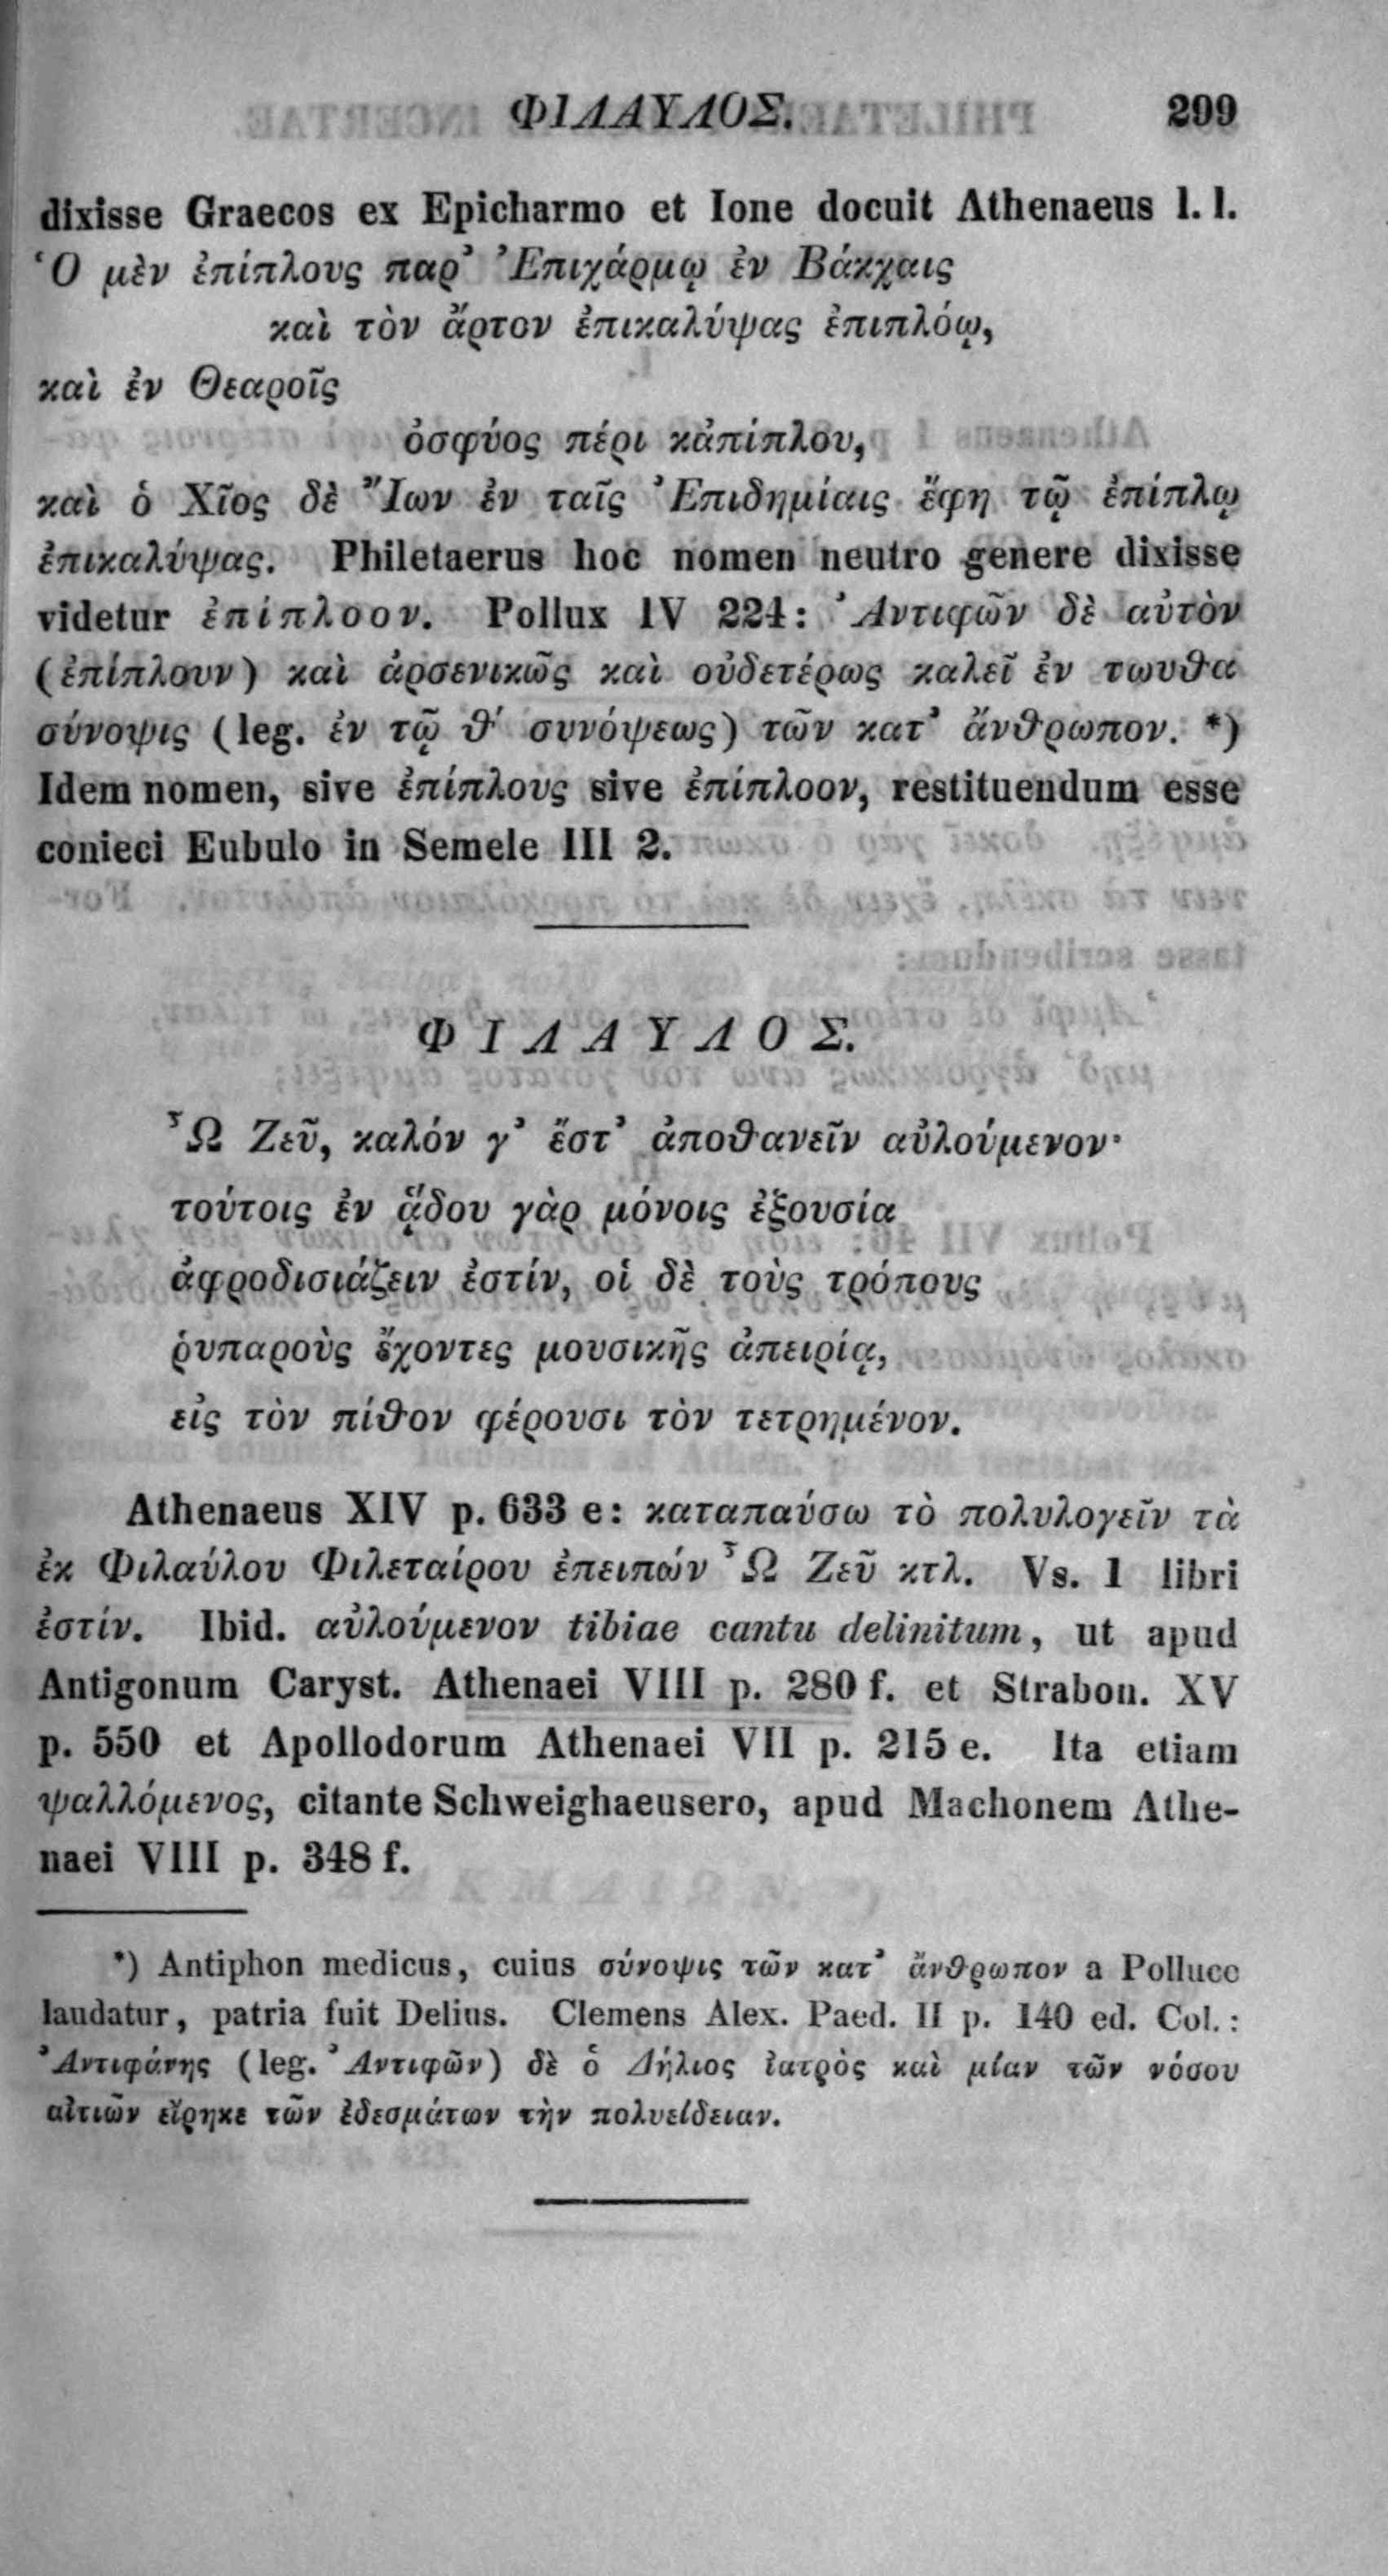 ΦΙΛΑΥΛΟΣ. 299
dixisse Graecos ex Epicharmo et Ione docuit Athenaeus l. l.
Ὁ μὲν ἐπίπλους παρ’ Ἐπιχάρμῳ ἐν Βάκχαις
καὶ τὸν ἄρτον ἐπικαλύψας ἐπιπλόῳ,
καὶ ἐν Θεαροῖς
ὀσφύος πέρι κἀπίπλου,
καὶ ὁ Χῖος δὲ Ἴων ἐν ταῖς Ἐπιδημίαις ἔφη τῷ ἐπίπλῳ
ἐπικαλύψας. Philetaerus hoc nomen neutro genere dixisse
videtur ἐπίπλοον. Pollux IV 224: Ἀντιφῶν δὲ αὐτὸν
(ἐπίπλουν) καὶ ἀρσενικῶς καὶ οὐδετέρως καλεῖ ἐν τωυθα
σύνοψις (leg. ἐν τῷ θ′ συνόψεως) τῶν κατ’ ἄνθρωπον. *)
Idem nomen, sive ἐπίπλους sive ἐπίπλοον, restituendum esse
conieci Eubulo in Semele III 2.
ΦΙΛΑΥΛΟΣ.
Ὦ Ζεῦ, καλόν γ’ ἔστ’ ἀποθανεῖν αὐλούμενον·
τούτοις ἐν ᾅδου γὰρ μόνοις ἐξουσία
ἀφροδισιάζειν ἐστίν, οἱ δὲ τοὺς τρόπους
ῥυπαροὺς ἔχοντες μουσικῆς ἀπειρίᾳ,
εἰς τὸν πίθον φέρουσι τὸν τετρημένον.
Athenaeus XIV p. 633 e: καταπαύσω τὸ πολυλογεῖν τὰ
ἐκ Φιλαύλου Φιλεταίρου ἐπειπών Ὦ Ζεῦ κτλ. Vs. 1 libri
ἐστίν. Ibid. αὐλούμενον tibiae cantu delinitum, ut apud
Antigonum Caryst. Athenaei VIII p. 280 f. et Strabon. XV
p. 550 et Apollodorum Athenaei VII p. 215 e. Ita etiam
ψαλλόμενος, citante Schweighaeusero, apud Machonem Athe-
naei VIII p. 348 f.
*) Antiphon medicus, cuius σύνοψις τῶν κατ’ ἄνθρωπον a Polluce
laudatur, patria fuit Delius. Clemens Alex. Paed. II p. 140 ed. Col.:
Ἀντιφάνης (leg. Ἀντιφῶν) δὲ ὁ Δήλιος ἰατρὸς καὶ μίαν τῶν νόσου
αἰτιῶν εἴρηκε τῶν ἐδεσμάτων τὴν πολυείδειαν.